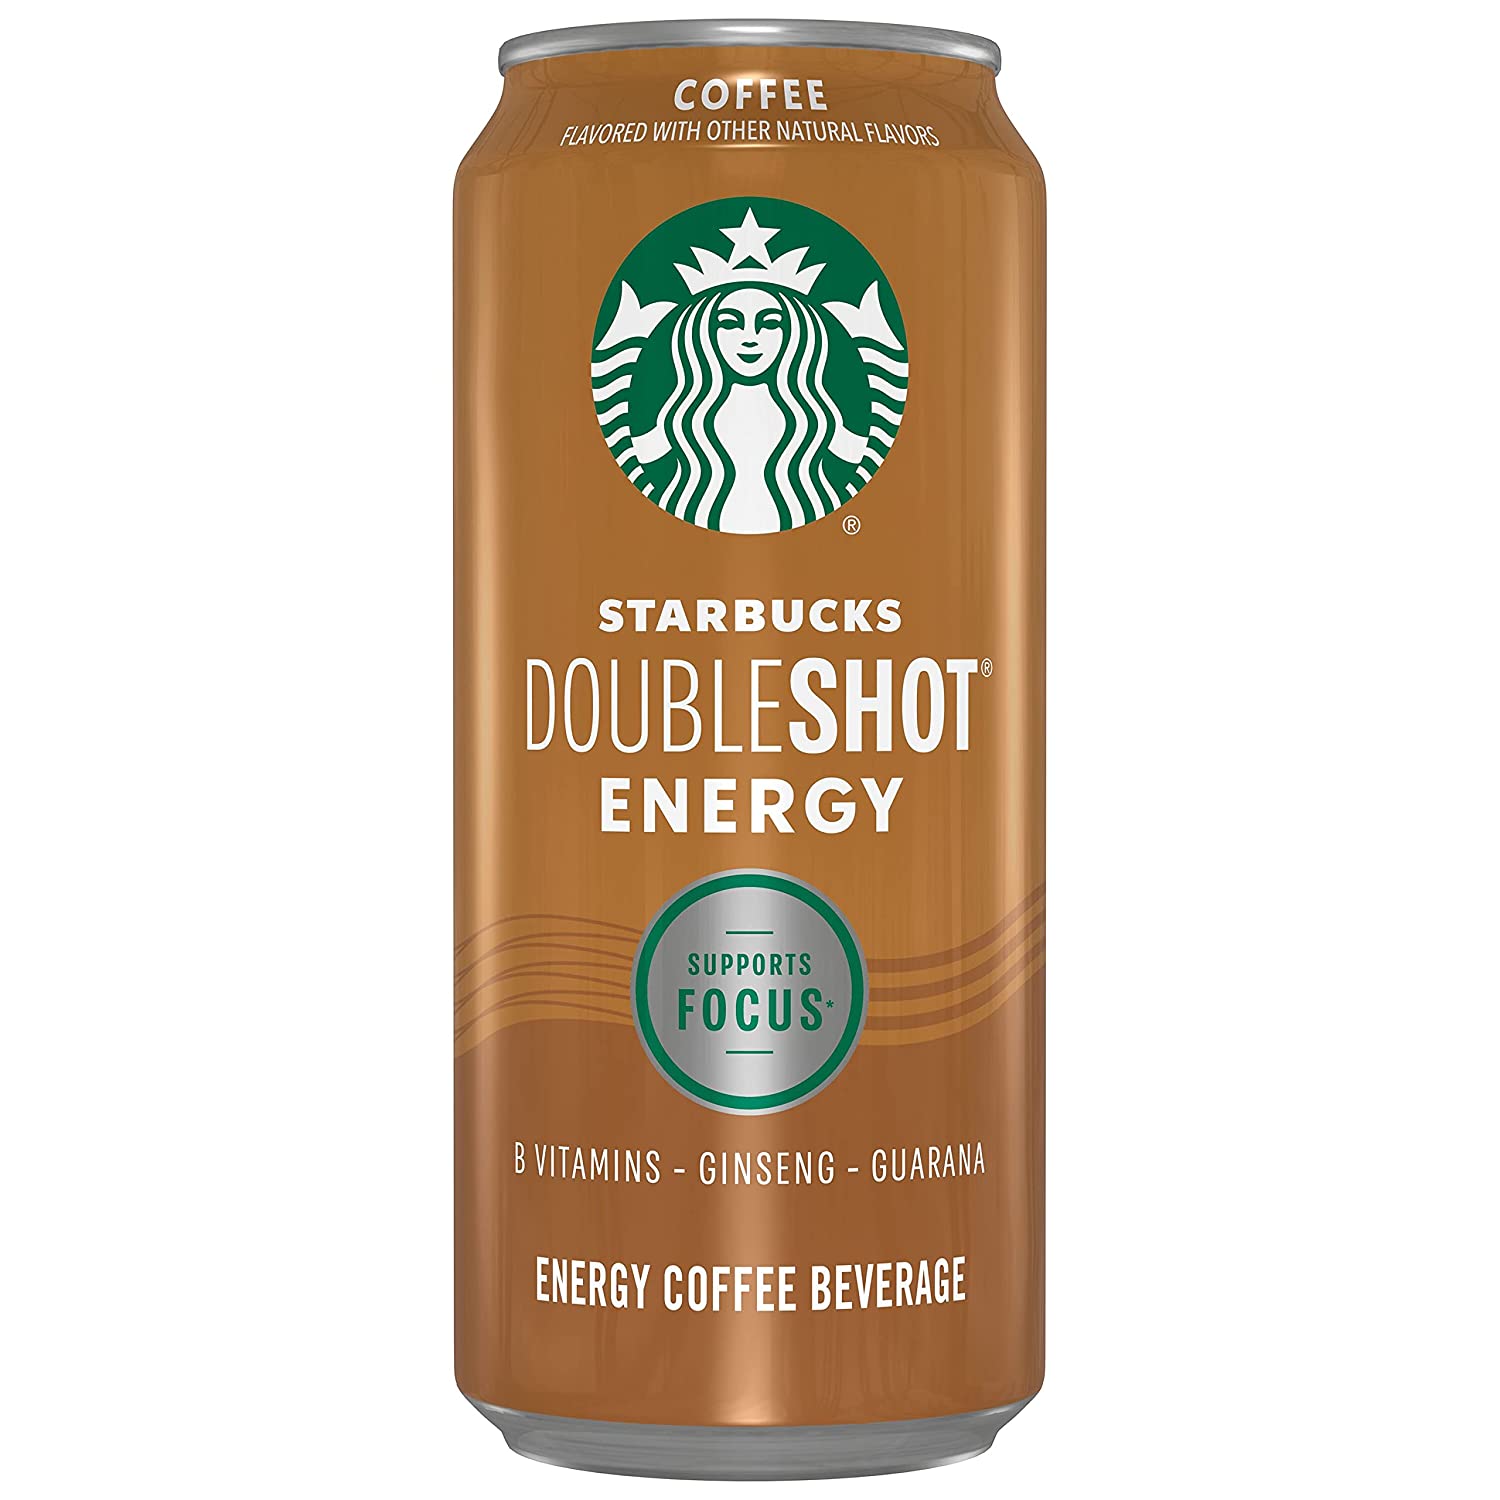 COFFEE
FLAVORED WITH OTHER NATURAL FLAVORS
®
STARBUCKS
DOUBLESHOT®
ENERGY
SUPPORTS
FOCUS*
B VITAMINS - GINSENG - GUARANA
ENERGY COFFEE BEVERAGE